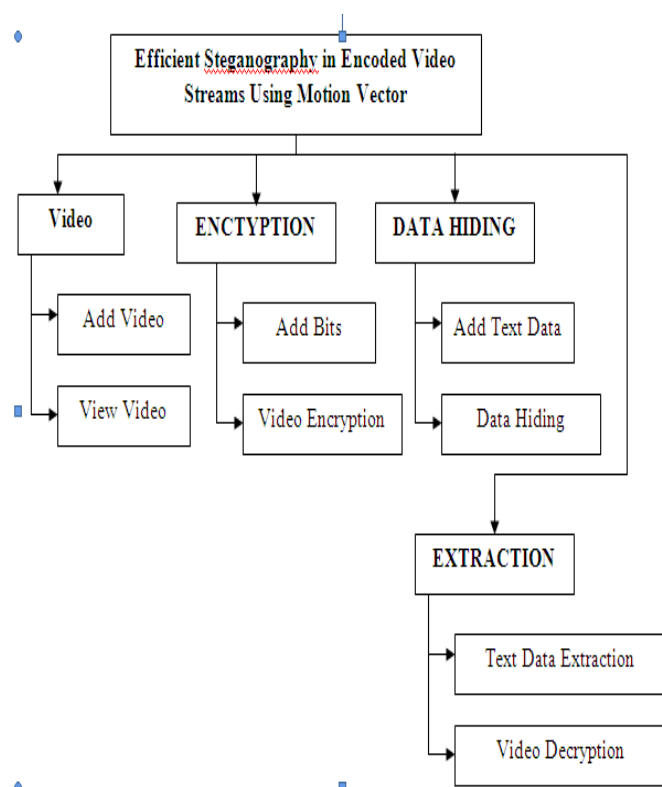 Efficient Steganography in Encoded Video
Streams Using Motion Vector
Video
ENCTYPTION
DATA HIDING
Add Video
Add Bits
Add Text Data
View Video
Video Encryption
Data Hiding
EXTRACTION
Text Data Extraction
Video Decryption